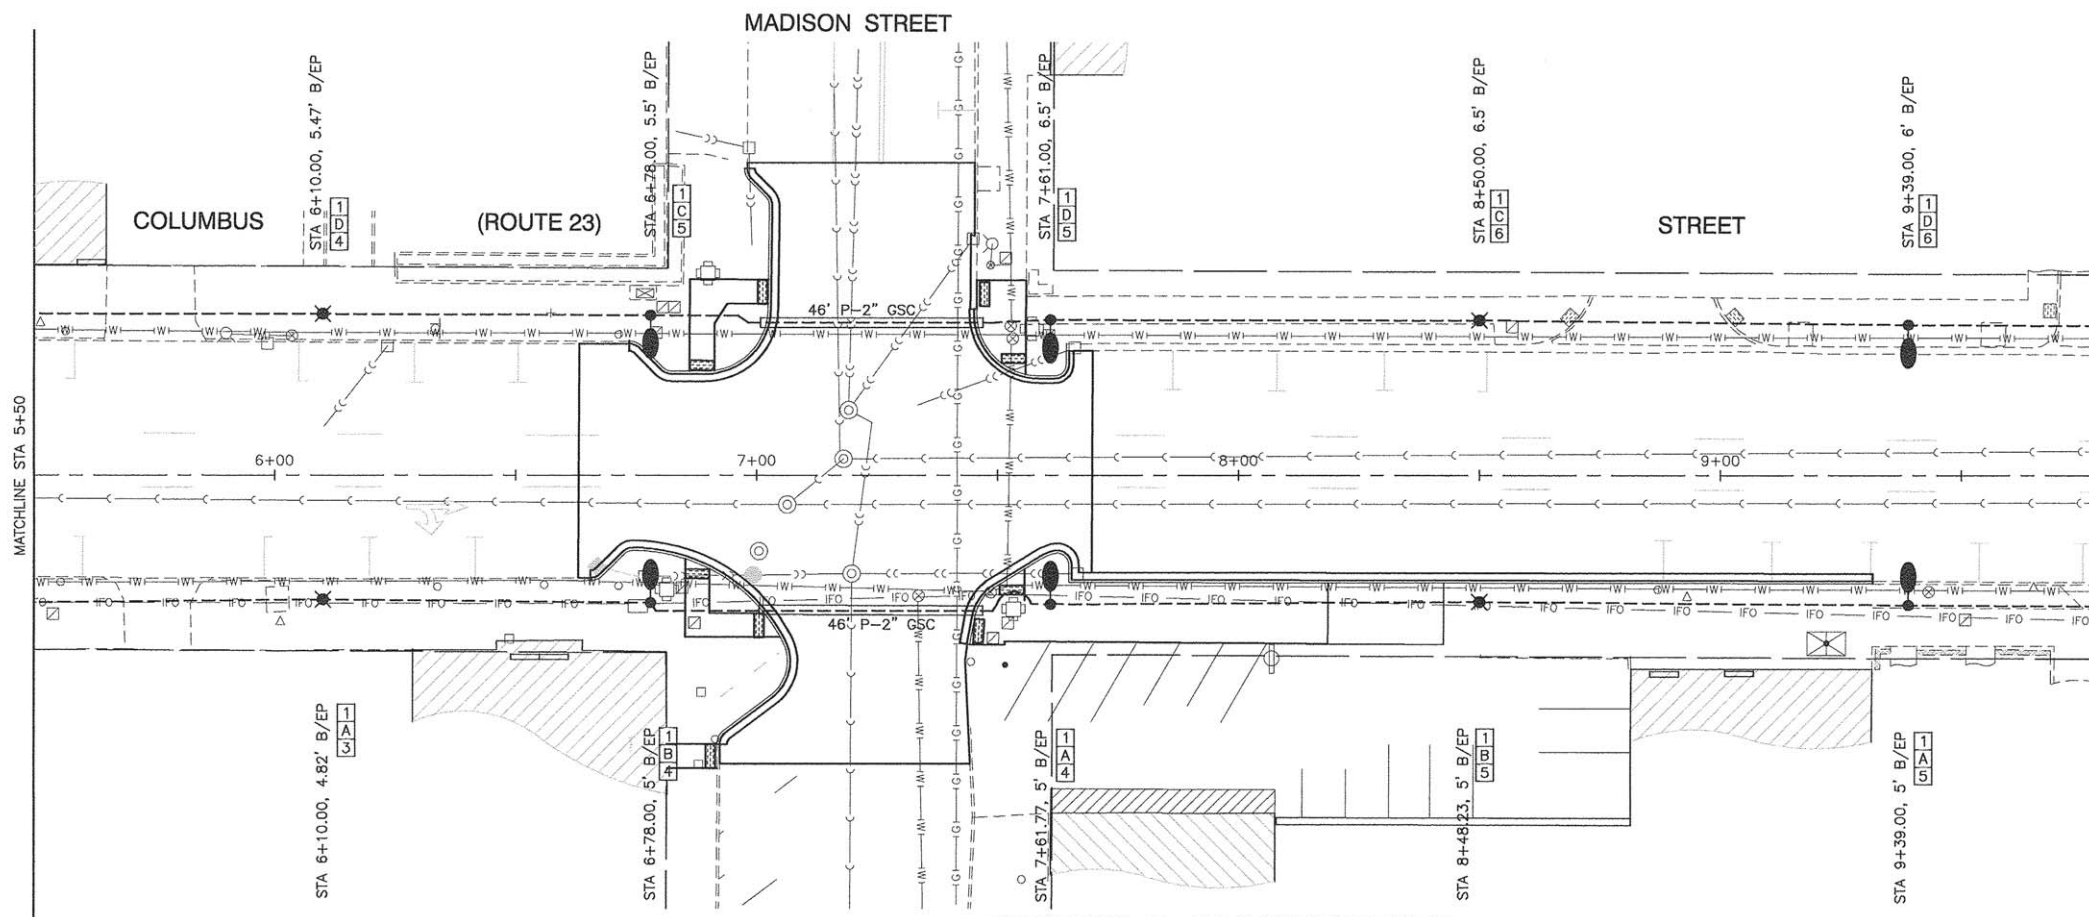 MADISON STREET
STA 6+10.00, 5.47' B/EP
1
D
4
STA 6+78.00, 5.5' B/EP
1
C
5
STA 7+61.00, 6.5' B/EP
1
D
5
STA 8+50.00, 6.5' B/EP
1
C
6
STA 9+39.00, 6' B/EP
1
D
6
COLUMBUS (ROUTE 23) STREET
46' P-2" GSC
MATCHLINE STA 5+50
6+00 7+00 8+00 9+00
46' P-2" GSC
STA 6+10.00, 4.82' B/EP
1
A
3
STA 6+78.00, 5' B/EP
1
B
4
STA 7+61.77, 5' B/EP
1
A
4
STA 8+48.23, 5' B/EP
1
B
5
STA 9+39.00, 5' B/EP
1
A
5